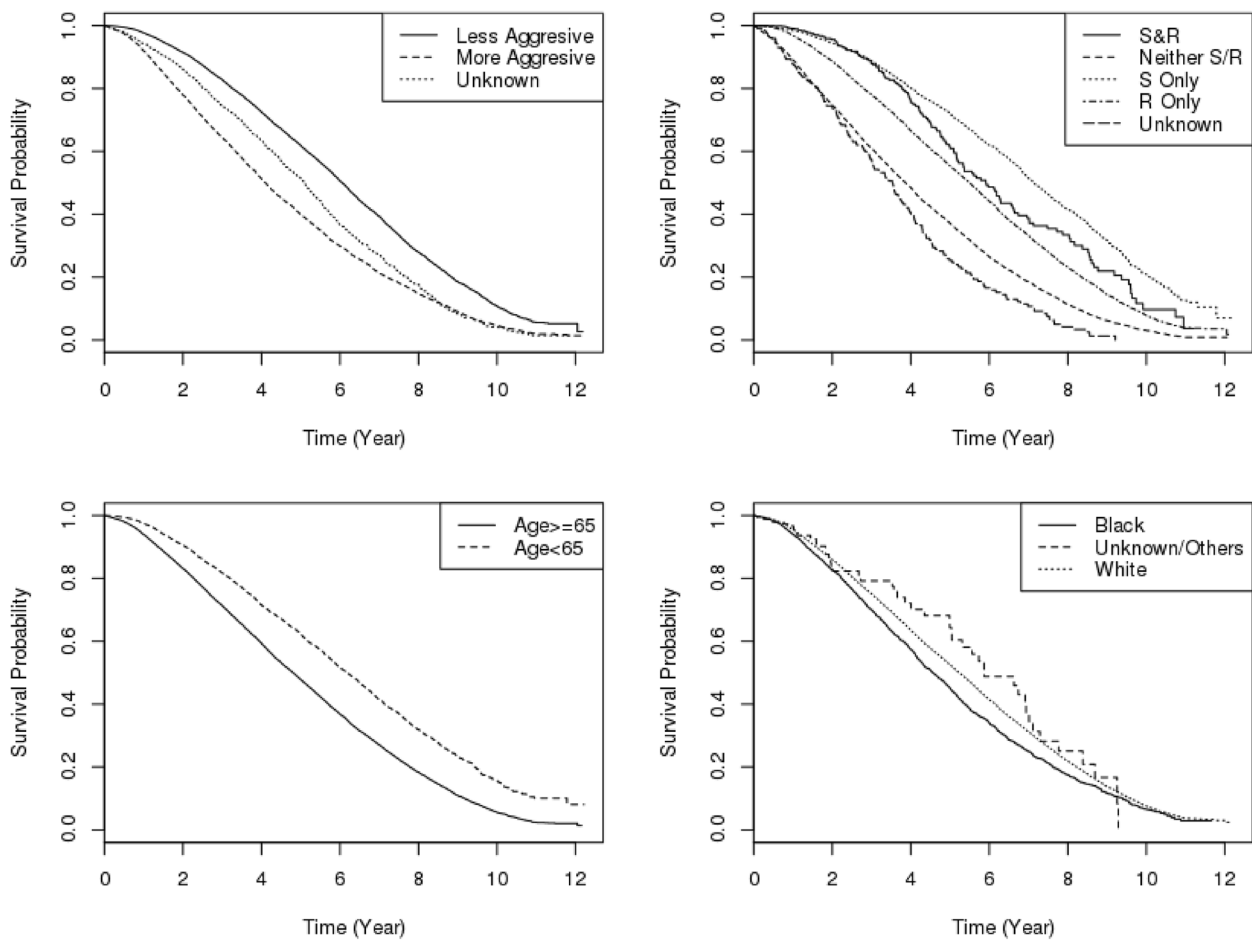 Survival Probability
1.0
0.8
0.6
0.4
0.2
0.0
Less Aggresive
More Aggresive
Unknown
0 2 4 6 8 10 12
Time (Year)
Survival Probability
1.0
0.8
0.6
0.4
0.2
0.0
S&R
Neither S/R
S Only
R Only
Unknown
0 2 4 6 8 10 12
Time (Year)
Survival Probability
1.0
0.8
0.6
0.4
0.2
0.0
Age>=65
Age<65
0 2 4 6 8 10 12
Time (Year)
Survival Probability
1.0
0.8
0.6
0.4
0.2
0.0
Black
Unknown/Others
White
0 2 4 6 8 10 12
Time (Year)